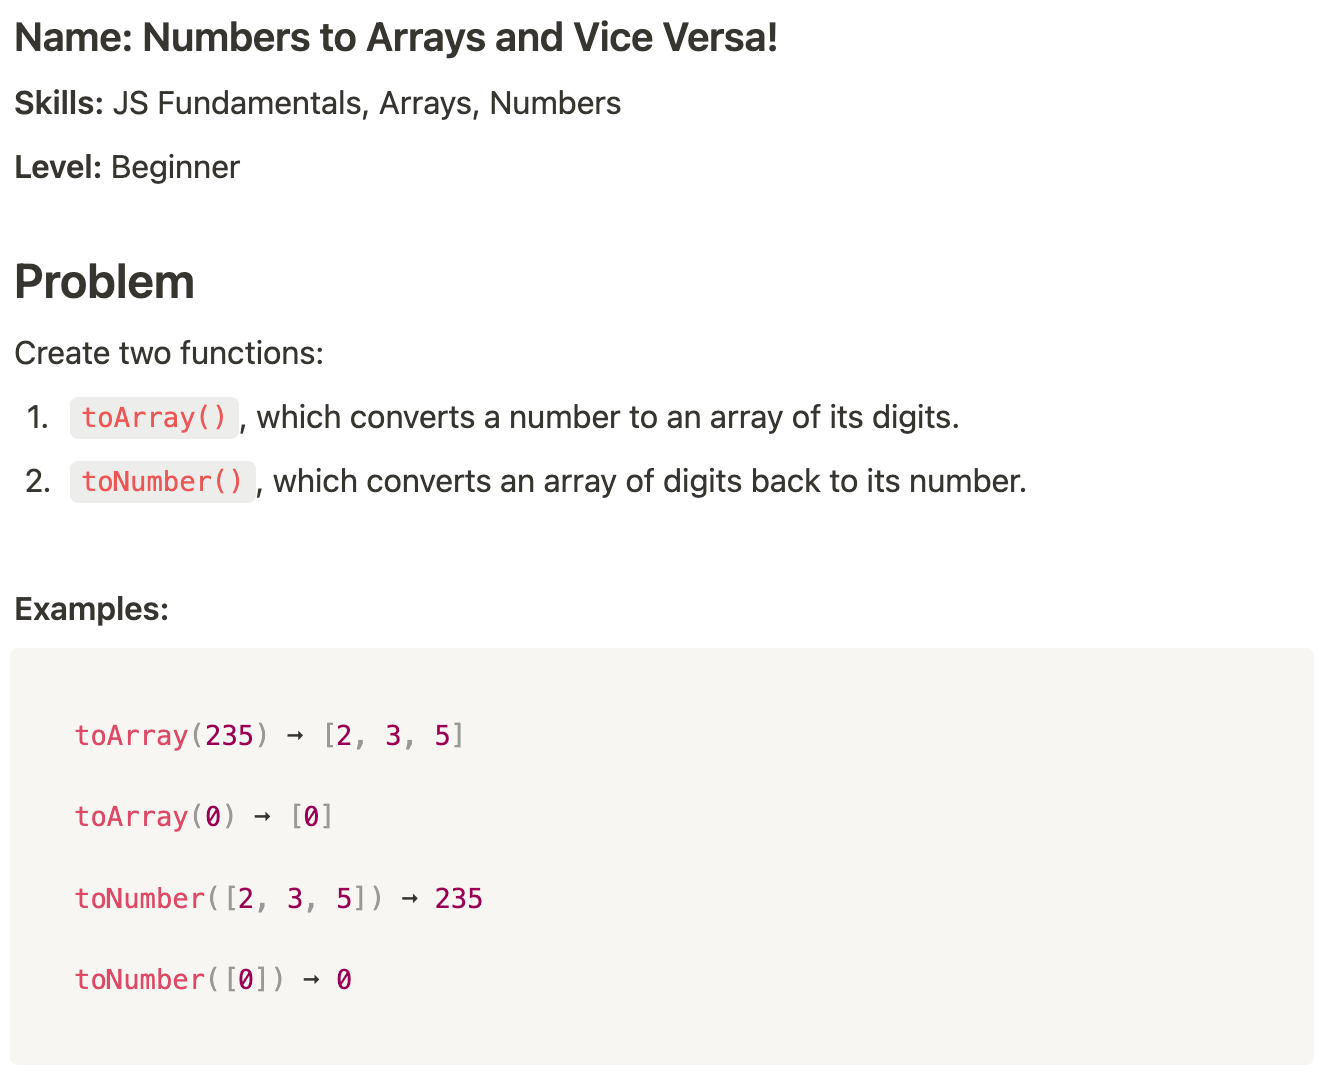 Name: Numbers to Arrays and Vice Versa!
Skills: JS Fundamentals, Arrays, Numbers
Level: Beginner
Problem
Create two functions:
1. toArray(), which converts a number to an array of its digits.
2. toNumber(), which converts an array of digits back to its number.
Examples:
toArray(235) → [2, 3, 5]
toArray(0) → [0]
toNumber([2, 3, 5]) → 235
toNumber([0]) → 0